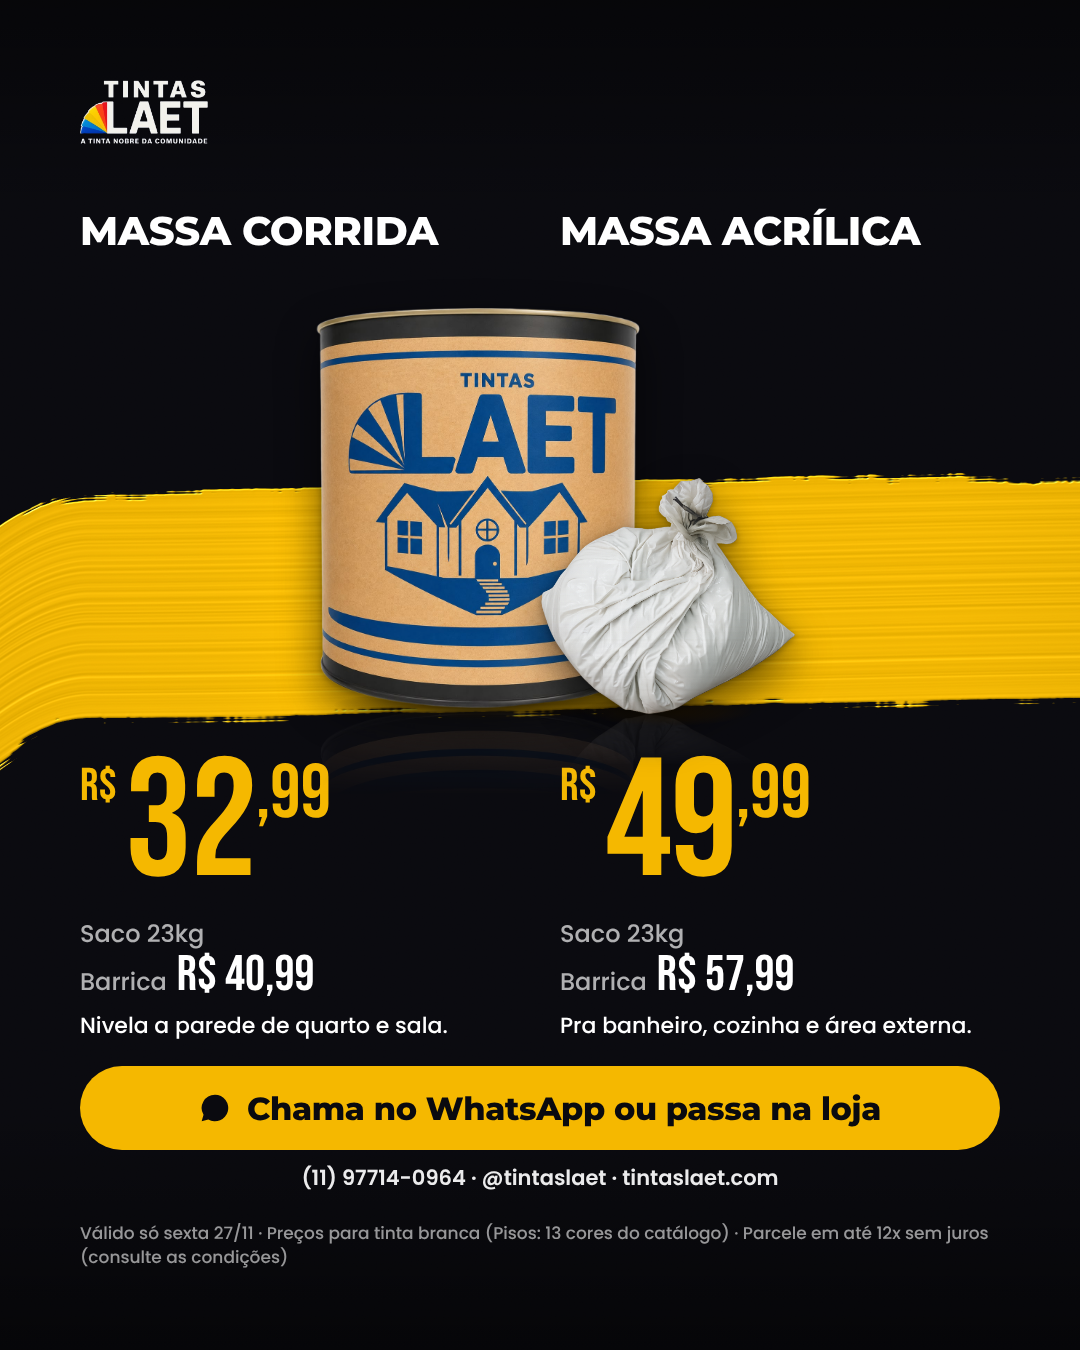 TINTAS
LAET
A TINTA NOBRE DA COMUNIDADE
MASSA CORRIDA
MASSA ACRÍLICA
TINTAS
LAET
R$ 32,99
Saco 23kg
Barrica R$ 40,99
Nivela a parede de quarto e sala.
R$ 49,99
Saco 23kg
Barrica R$ 57,99
Pra banheiro, cozinha e área externa.
Chama no WhatsApp ou passa na loja
(11) 97714-0964 · @tintaslaet · tintaslaet.com
Válido só sexta 27/11 · Preços para tinta branca (Pisos: 13 cores do catálogo) · Parcele em até 12x sem juros
(consulte as condições)